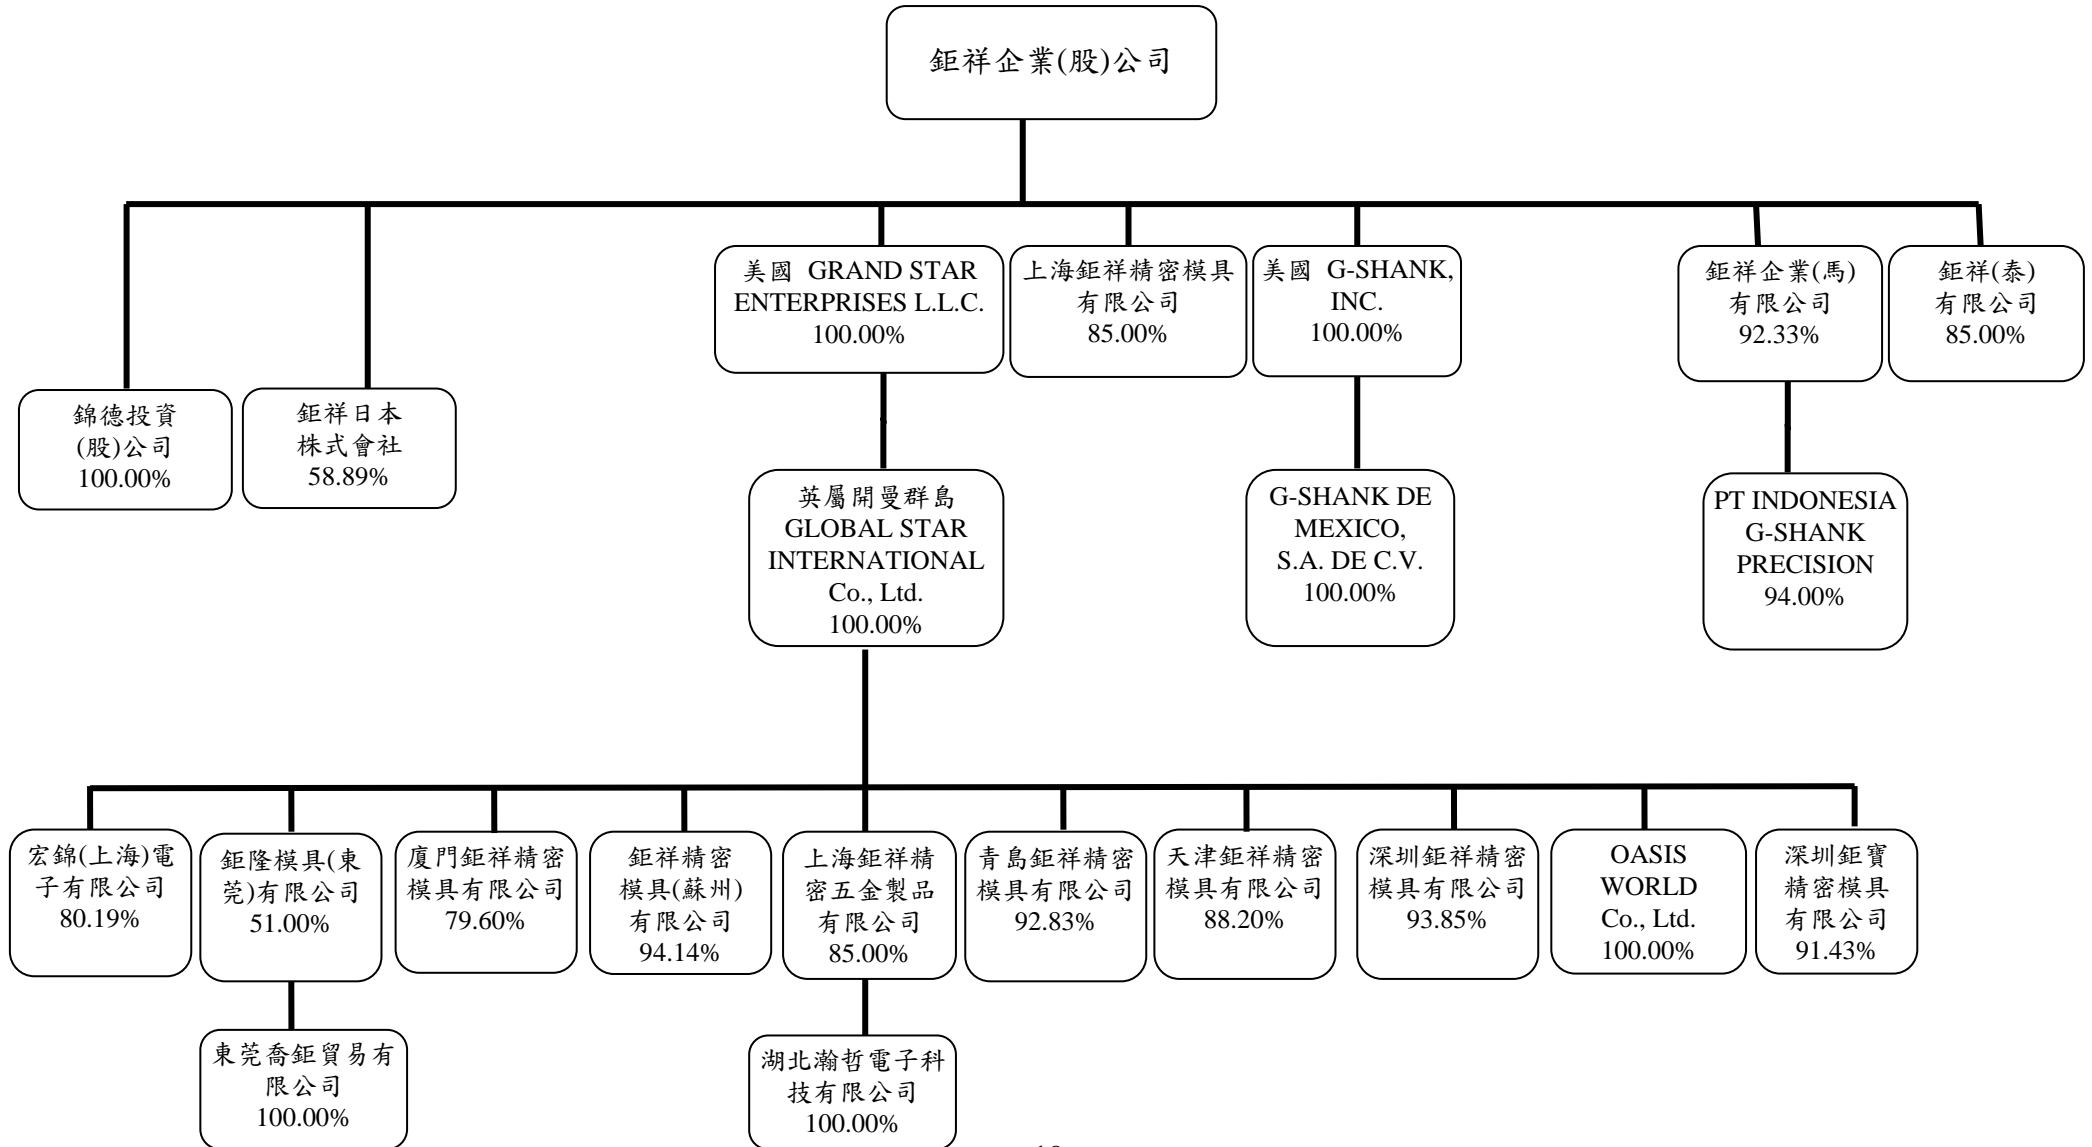 鉅祥企業(股)公司
美國 GRAND STAR
ENTERPRISES L.L.C.
100.00%
上海鉅祥精密模具
有限公司
85.00%
美國 G-SHANK,
INC.
100.00%
鉅祥企業(馬)
有限公司
92.33%
鉅祥(泰)
有限公司
85.00%
錦德投資
(股)公司
100.00%
鉅祥日本
株式會社
58.89%
英屬開曼群島
GLOBAL STAR
INTERNATIONAL
Co., Ltd.
100.00%
G-SHANK DE
MEXICO,
S.A. DE C.V.
100.00%
PT INDONESIA
G-SHANK
PRECISION
94.00%
宏錦(上海)電
子有限公司
80.19%
鉅隆模具(東
莞)有限公司
51.00%
廈門鉅祥精密
模具有限公司
79.60%
鉅祥精密
模具(蘇州)
有限公司
94.14%
上海鉅祥精
密五金製品
有限公司
85.00%
青島鉅祥精密
模具有限公司
92.83%
天津鉅祥精密
模具有限公司
88.20%
深圳鉅祥精密
模具有限公司
93.85%
OASIS
WORLD
Co., Ltd.
100.00%
深圳鉅寶
精密模具
有限公司
91.43%
東莞喬鉅貿易有
限公司
100.00%
湖北瀚哲電子科
技有限公司
100.00%